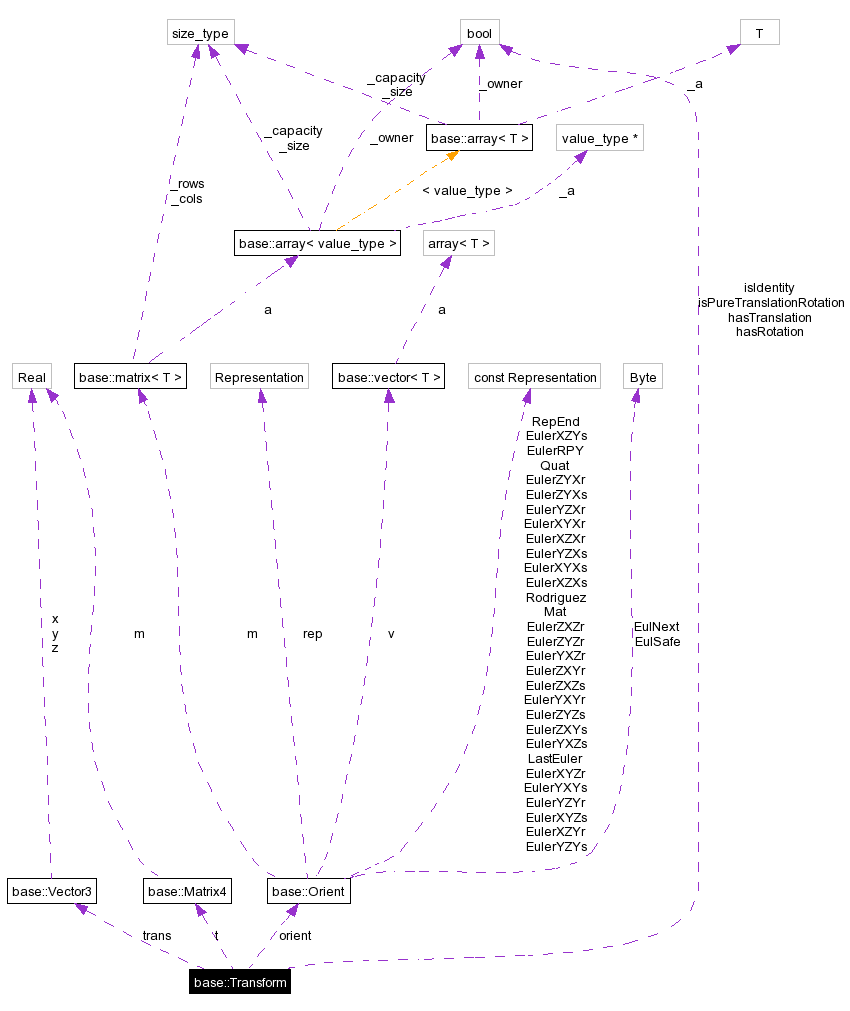 size_type
bool
T
_capacity
_size
_owner
_a
base::array< T >
value_type *
_capacity
_size
_owner
_rows
_cols
< value_type >
_a
base::array< value_type >
array< T >
a
a
isIdentity
isPureTranslationRotation
hasTranslation
hasRotation
Real
base::matrix< T >
Representation
base::vector< T >
const Representation
Byte
RepEnd
EulerXZYs
EulerRPY
Quat
EulerZYXr
EulerZYXs
EulerYZXr
EulerXYXr
EulerXZXr
EulerYZXs
EulerXYXs
EulerXZXs
Rodriguez
Mat
EulerZXZr
EulerZYZr
EulerYXZr
EulerZXYr
EulerZXZs
EulerYXYr
EulerZYZs
EulerZXYs
EulerYXZs
LastEuler
EulerXYZr
EulerYXYs
EulerYZYr
EulerXYZs
EulerXZYr
EulerYZYs
x
y
z
m
m
rep
v
EulNext
EulSafe
base::Vector3
base::Matrix4
base::Orient
trans
t
orient
base::Transform